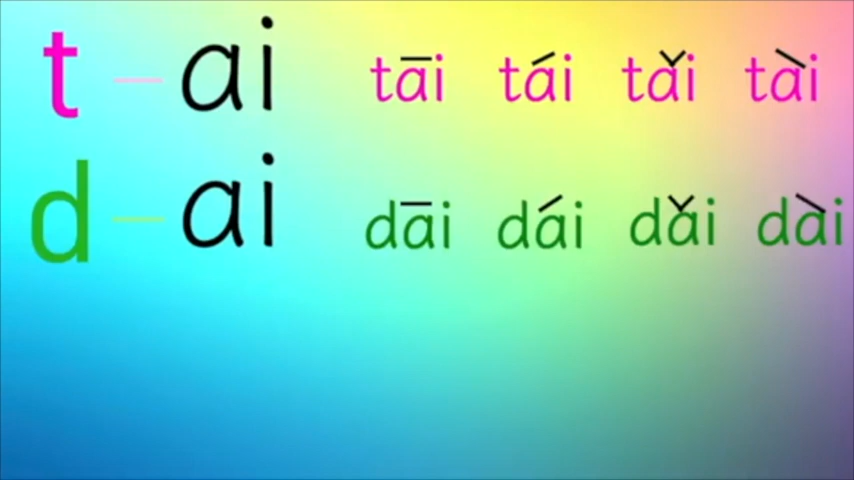 t – ai tāi tái tǎi tài
d – ai dāi dái dǎi dài